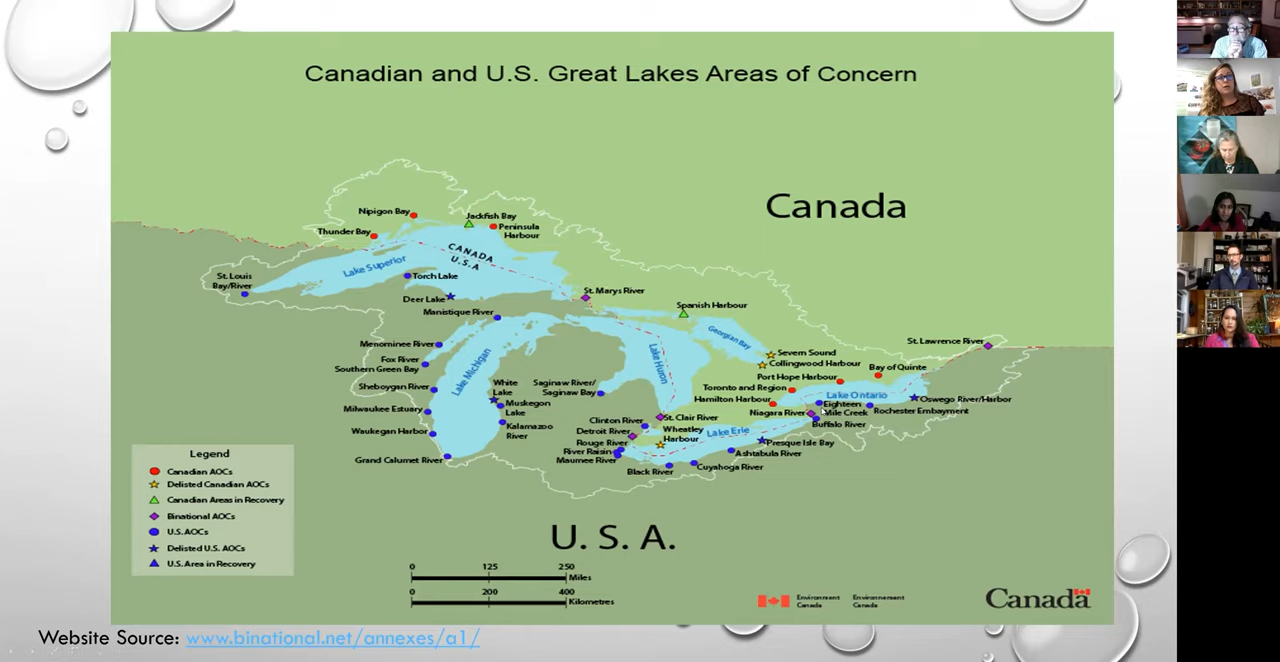 Canadian and U.S. Great Lakes Areas of Concern
Canada
Nipigon Bay
Jackfish Bay
Peninsula
Harbour
Thunder Bay
CANADA
U.S.A
Lake Superior
St. Louis
Bay/River
Torch Lake
Deer Lake
St. Marys River
Manistique River
Spanish Harbour
Georgian Bay
Menominee River
Fox River
Southern Green Bay
Lake Michigan
Lake Huron
St. Lawrence River
Severn Sound
Collingwood Harbour
Bay of Quinte
Port Hope Harbour
Sheboygan River
White
Lake
Saginaw River/
Saginaw Bay
Toronto and Region
Lake Ontario
Hamilton Harbour
Oswego River/Harbor
Milwaukee Estuary
Muskegon
Lake
Eighteen
Mile Creek
Rochester Embayment
Niagara River
Buffalo River
Kalamazoo
River
Clinton River
St. Clair River
Detroit River
Wheatley
Harbour
Lake Erie
Waukegan Harbor
Rouge River
River Raisin
Maumee River
Presque Isle Bay
Ashtabula River
Grand Calumet River
Black River
Cuyahoga River
Legend
Canadian AOCs
Delisted Canadian AOCs
Canadian Areas in Recovery
Binational AOCs
U.S. AOCs
Delisted U.S. AOCs
U.S. Area in Recovery
U. S. A.
0 125 250
Miles
0 200 400
Kilometres
Environment
Canada
Environnement
Canada
Canada
Website Source: www.binational.net/annexes/a1/